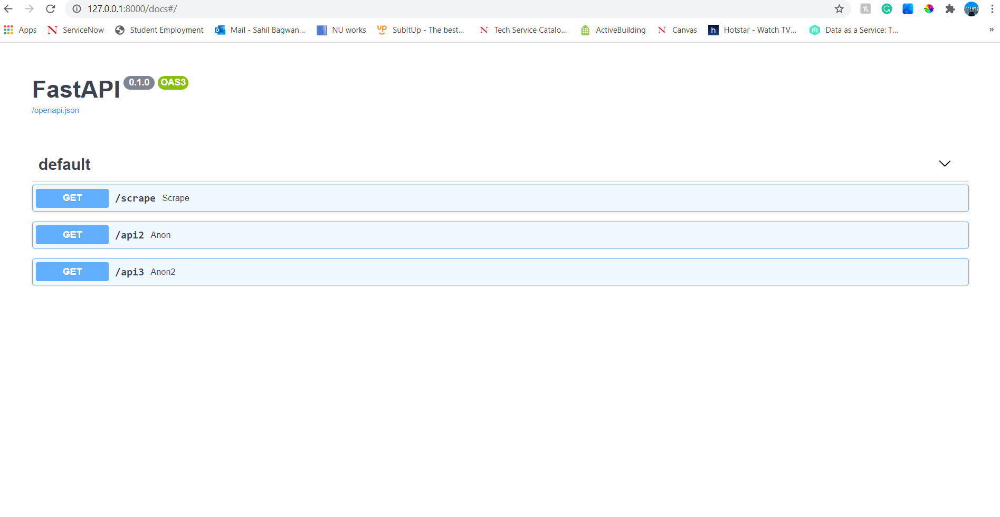 127.0.0.1:8000/docs#/
Apps ServiceNow Student Employment Mail - Sahil Bagwan... NU works up SubItUp - The best... Tech Service Catalo... ActiveBuilding Canvas h Hotstar - Watch TV... Data as a Service: T... »
FastAPI 0.1.0 OAS3
/openapi.json
default
GET /scrape Scrape
GET /api2 Anon
GET /api3 Anon2